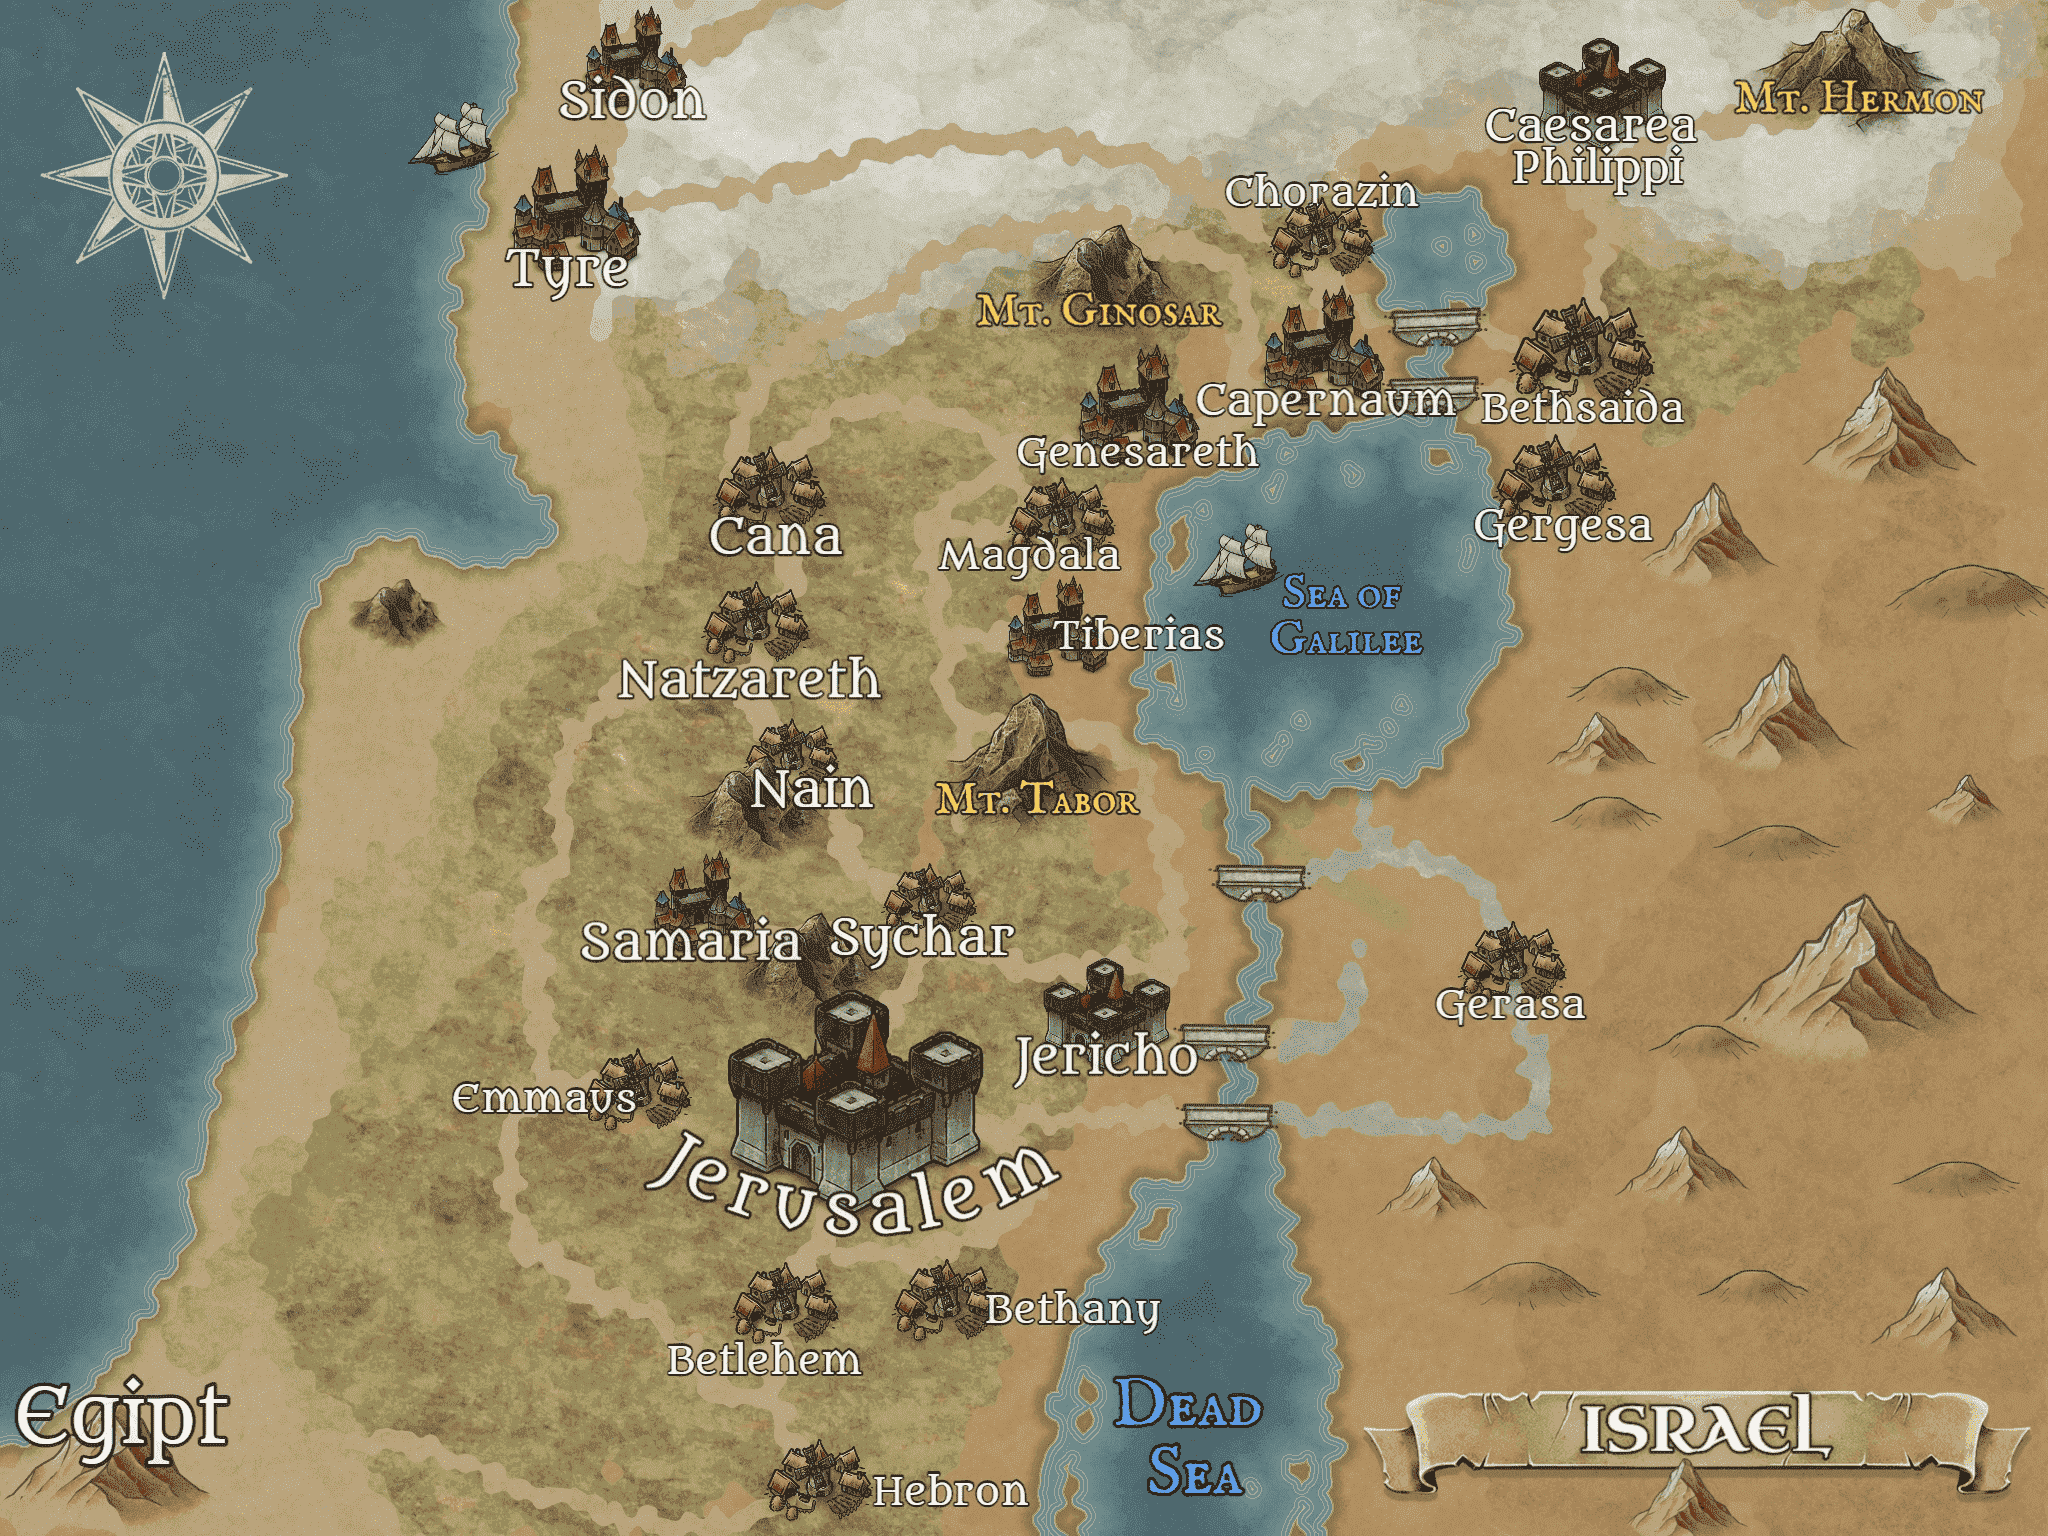 Sidon
Mt. Hermon
Caesarea
Philippi
Chorazin
Tyre
Mt. Ginosar
Capernaum
Bethsaida
Genesareth
Cana
Magdala
Gergesa
Sea of
Galilee
Tiberias
Natzareth
Nain
Mt. Tabor
Samaria
Sychar
Gerasa
Jericho
Emmaus
Jerusalem
Bethany
Betlehem
Egipt
Dead
Sea
ISRAEL
Hebron